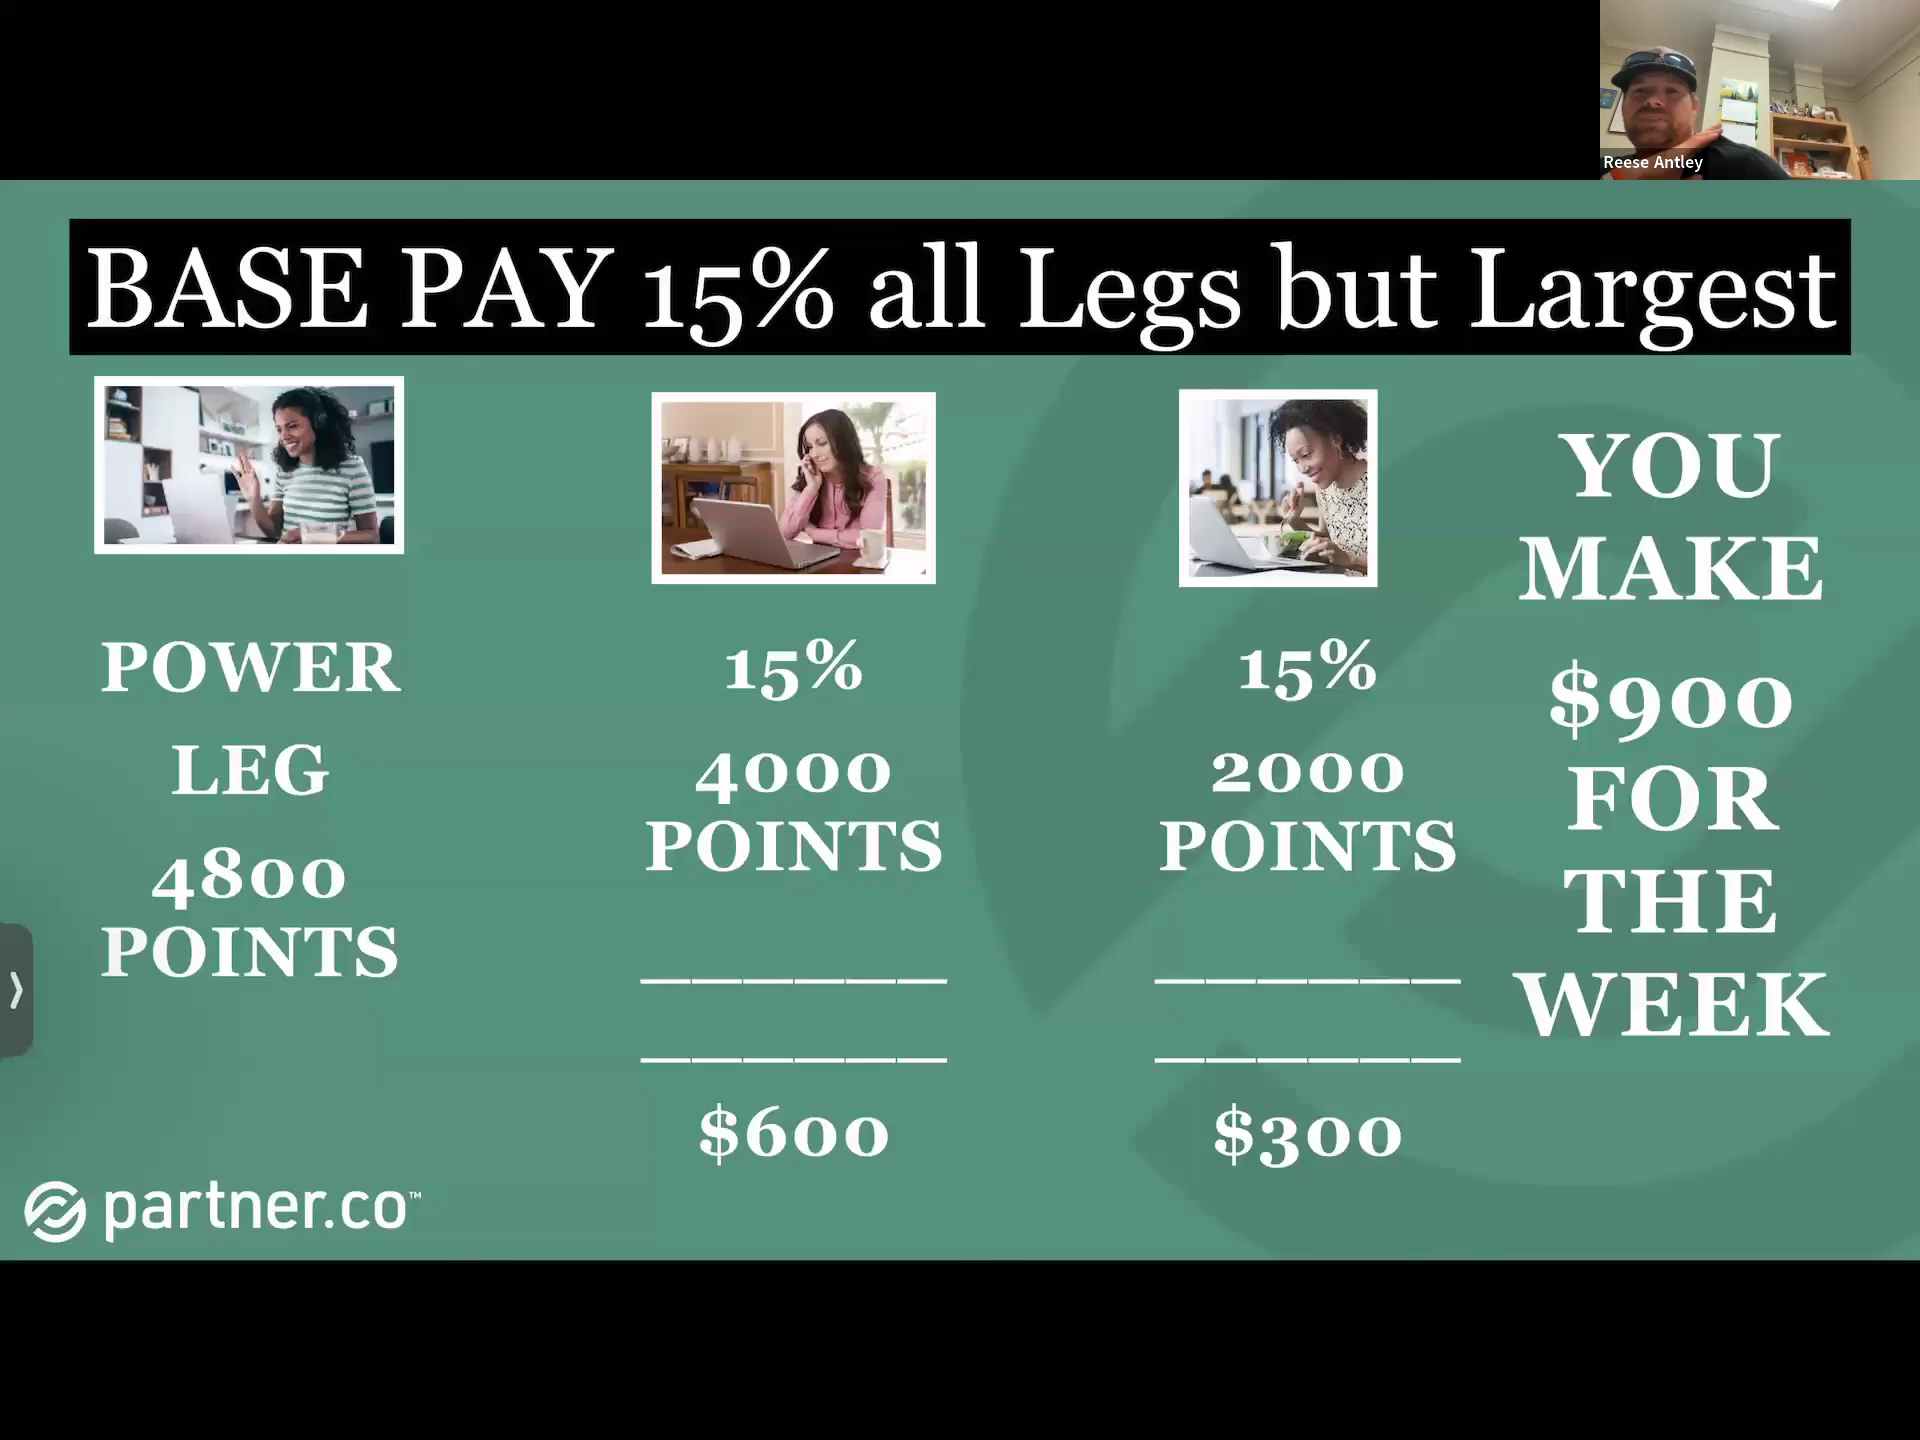 Reese Antley
BASE PAY 15% all Legs but Largest
POWER
LEG
4800
POINTS
15%
4000
POINTS
$600
15%
2000
POINTS
$300
YOU
MAKE
$900
FOR
THE
WEEK
partner.co™